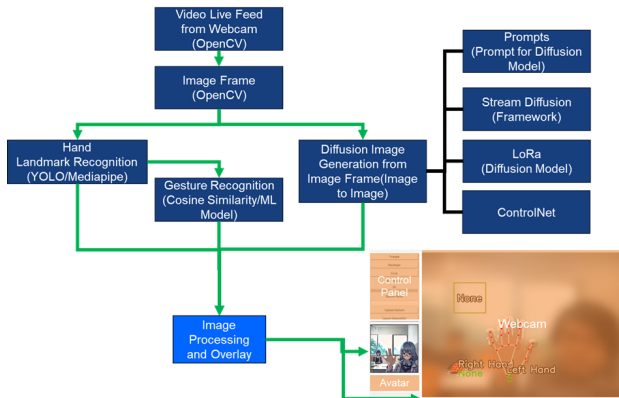 Video Live Feed
from Webcam
(OpenCV)
Image Frame
(OpenCV)
Hand
Landmark Recognition
(YOLO/Mediapipe)
Gesture Recognition
(Cosine Similarity/ML
Model)
Diffusion Image
Generation from
Image Frame(Image
to Image)
Prompts
(Prompt for Diffusion
Model)
Stream Diffusion
(Framework)
LoRa
(Diffusion Model)
ControlNet
Image
Processing
and Overlay
Control
Panel
Avatar
None
Webcam
Right Hand
None
Left Hand